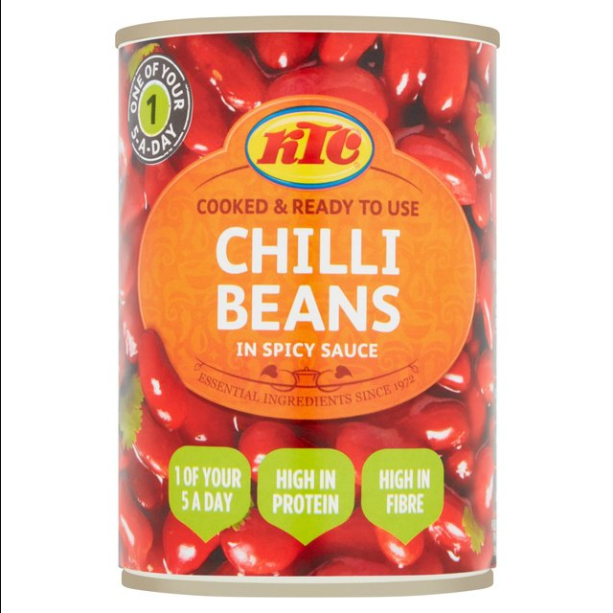 ONE OF YOUR
1
5-A-DAY
KTC
COOKED & READY TO USE
CHILLI
BEANS
IN SPICY SAUCE
ESSENTIAL INGREDIENTS SINCE 1972
1 OF YOUR
5 A DAY
HIGH IN
PROTEIN
HIGH IN
FIBRE